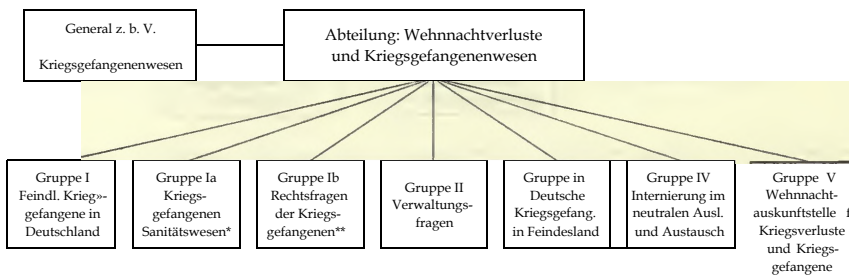 General z. b. V.
Kriegsgefangenenwesen
Abteilung: Wehnnachtverluste
und Kriegsgefangenenwesen
Gruppe I
Feindl. Krieg»-
gefangene in
Deutschland
Gruppe Ia
Kriegs-
gefangenen
Sanitätswesen*
Gruppe Ib
Rechtsfragen
der Kriegs-
gefangenen**
Gruppe II
Verwaltungs-
fragen
Gruppe in
Deutsche
Kriegsgefang.
in Feindesland
Gruppe IV
Internierung im
neutralen Ausl.
und Austausch
Gruppe V
Wehnnacht-
auskunftstelle f
Kriegsverluste
und Kriegs-
gefangene